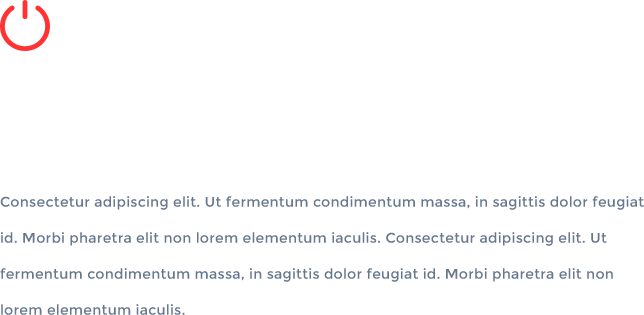 Consectetur adipiscing elit. Ut fermentum condimentum massa, in sagittis dolor feugiat
id. Morbi pharetra elit non lorem elementum iaculis. Consectetur adipiscing elit. Ut
fermentum condimentum massa, in sagittis dolor feugiat id. Morbi pharetra elit non
lorem elementum iaculis.